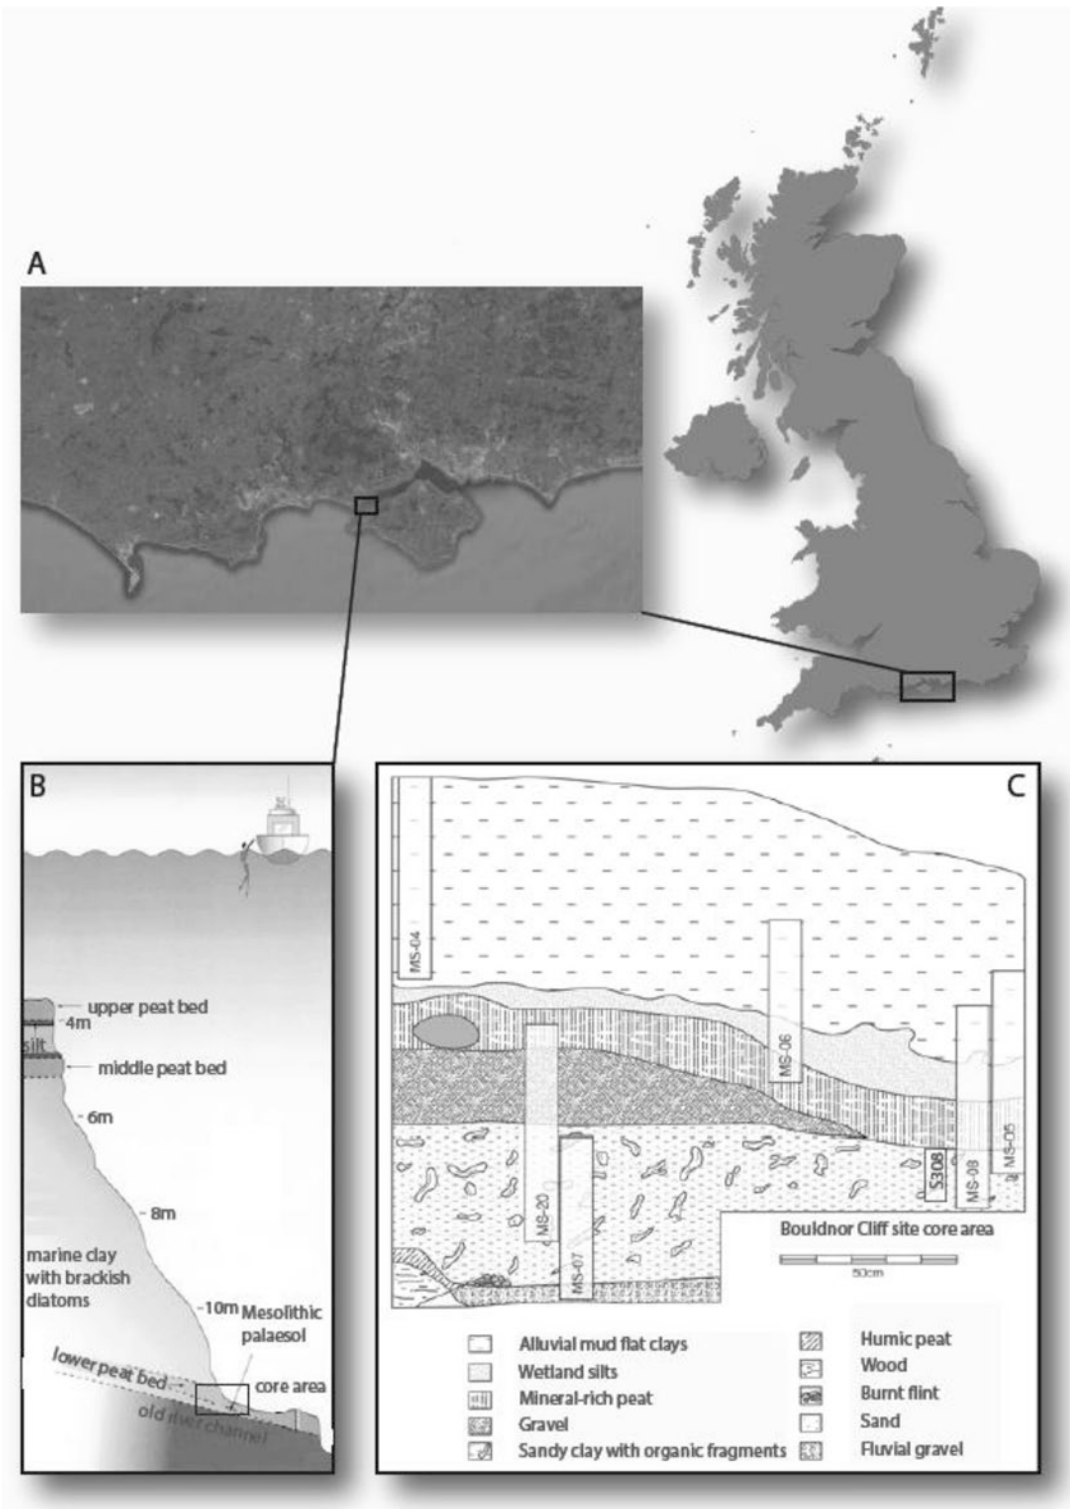 A
B
upper peat bed
4m
silt
middle peat bed
-6m
-8m
marine clay
with brackish
diatoms
-10m
Mesolithic
palaesol
lower peat bed
core area
old river channel
C
MS-04
MS-06
MS-20
MS-07
S308
MS-08
MS-05
Bouldnor Cliff site core area
50cm
Alluvial mud flat clays
Wetland silts
Mineral-rich peat
Gravel
Sandy clay with organic fragments
Humic peat
Wood
Burnt flint
Sand
Fluvial gravel